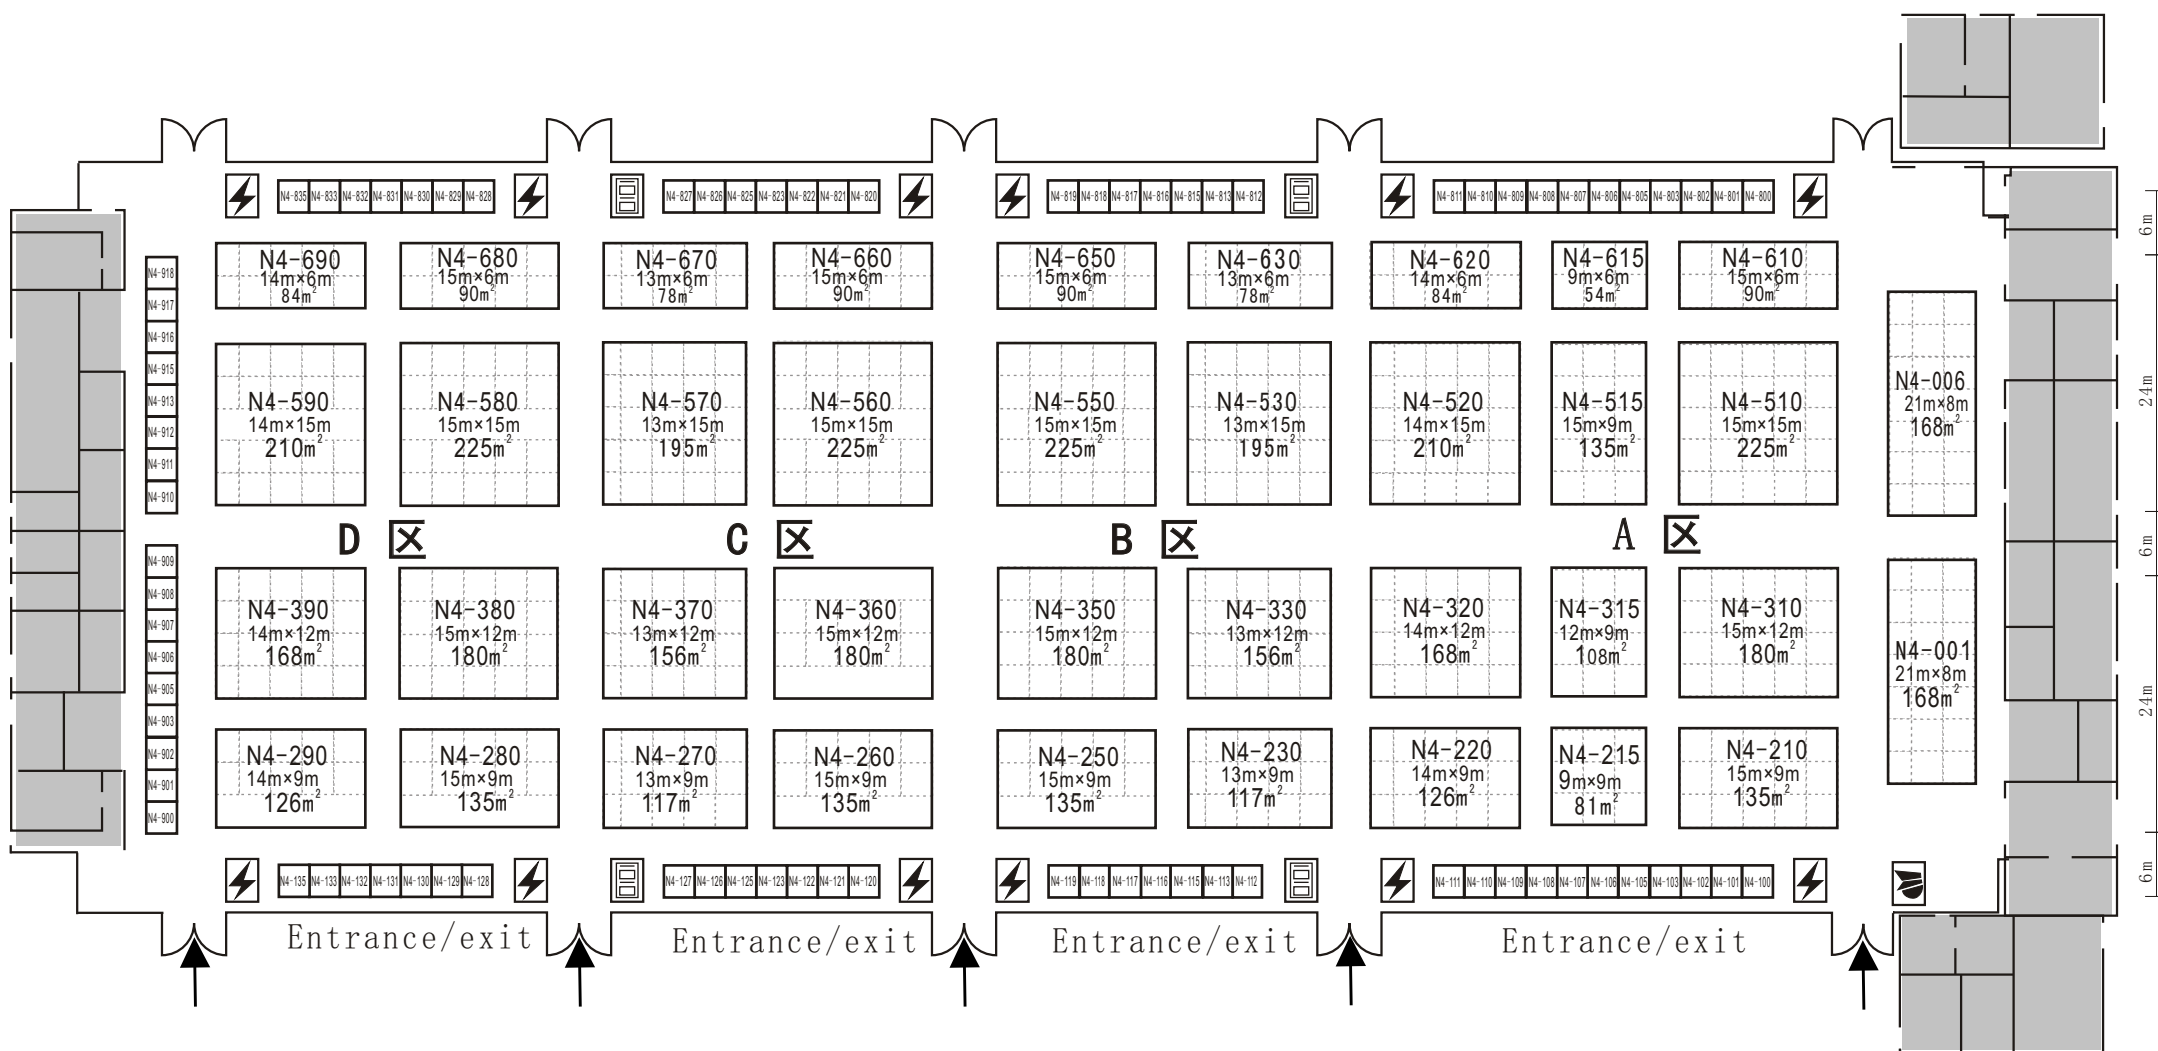 N4-835 N4-833 N4-832 N4-831 N4-830 N4-829 N4-828
N4-827 N4-826 N4-825 N4-823 N4-822 N4-821 N4-820
N4-819 N4-818 N4-817 N4-816 N4-815 N4-813 N4-812
N4-811 N4-810 N4-809 N4-808 N4-807 N4-806 N4-805 N4-803 N4-802 N4-801 N4-800
N4-918
N4-917
N4-916
N4-915
N4-913
N4-912
N4-911
N4-910
N4-909
N4-908
N4-907
N4-906
N4-905
N4-903
N4-902
N4-901
N4-900
N4-690
14m×6m
84m²
N4-680
15m×6m
90m²
N4-670
13m×6m
78m²
N4-660
15m×6m
90m²
N4-650
15m×6m
90m²
N4-630
13m×6m
78m²
N4-620
14m×6m
84m²
N4-615
9m×6m
54m²
N4-610
15m×6m
90m²
N4-590
14m×15m
210m²
N4-580
15m×15m
225m²
N4-570
13m×15m
195m²
N4-560
15m×15m
225m²
N4-550
15m×15m
225m²
N4-530
13m×15m
195m²
N4-520
14m×15m
210m²
N4-515
15m×9m
135m²
N4-510
15m×15m
225m²
N4-006
21m×8m
168m²
D 区
C 区
B 区
A 区
N4-390
14m×12m
168m²
N4-380
15m×12m
180m²
N4-370
13m×12m
156m²
N4-360
15m×12m
180m²
N4-350
15m×12m
180m²
N4-330
13m×12m
156m²
N4-320
14m×12m
168m²
N4-315
12m×9m
108m²
N4-310
15m×12m
180m²
N4-001
21m×8m
168m²
N4-290
14m×9m
126m²
N4-280
15m×9m
135m²
N4-270
13m×9m
117m²
N4-260
15m×9m
135m²
N4-250
15m×9m
135m²
N4-230
13m×9m
117m²
N4-220
14m×9m
126m²
N4-215
9m×9m
81m²
N4-210
15m×9m
135m²
N4-135 N4-133 N4-132 N4-131 N4-130 N4-129 N4-128
N4-127 N4-126 N4-125 N4-123 N4-122 N4-121 N4-120
N4-119 N4-118 N4-117 N4-116 N4-115 N4-113 N4-112
N4-111 N4-110 N4-109 N4-108 N4-107 N4-106 N4-105 N4-103 N4-102 N4-101 N4-100
Entrance/exit
Entrance/exit
Entrance/exit
Entrance/exit
6m
24m
6m
24m
6m